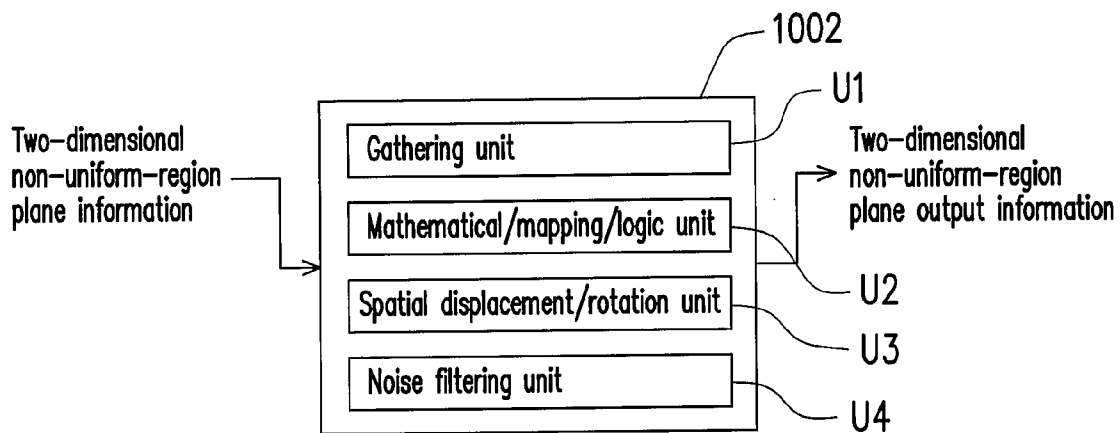 1002
U1
Two-dimensional
non-uniform-region
plane information
Gathering unit
Mathematical/mapping/logic unit
Spatial displacement/rotation unit
Noise filtering unit
Two-dimensional
non-uniform-region
plane output information
U2
U3
U4